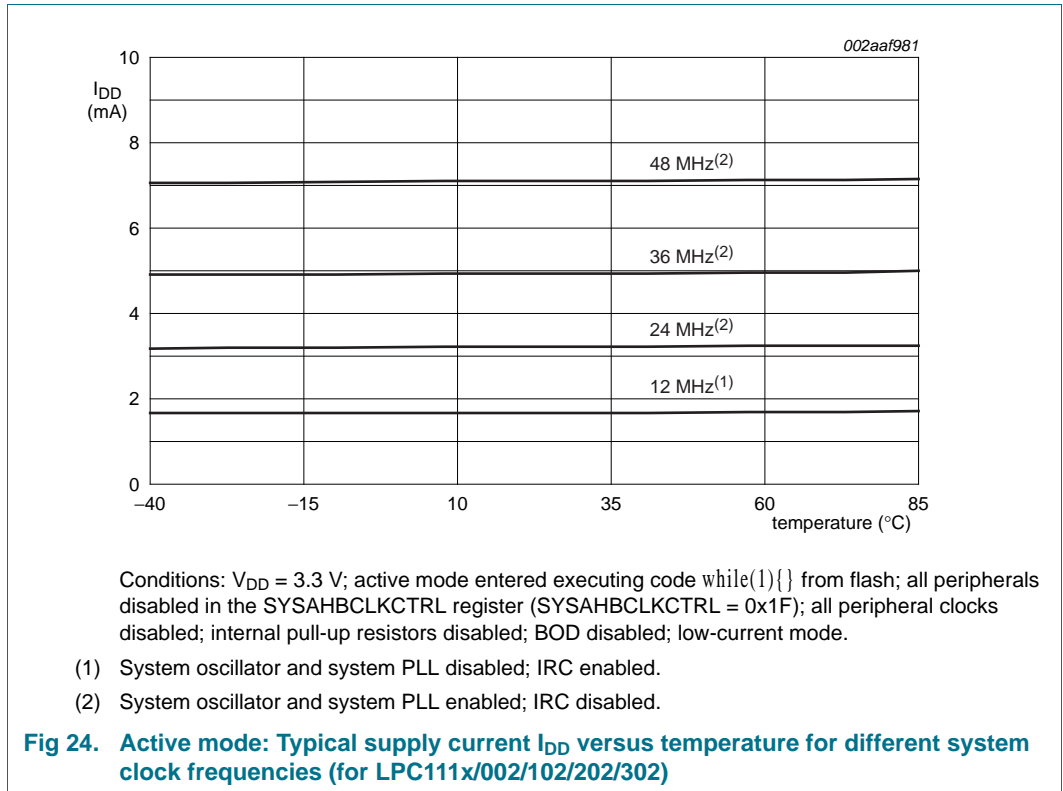 002aaf981
10
I_DD
(mA)
8
48 MHz(2)
6
36 MHz(2)
4
24 MHz(2)
12 MHz(1)
2
0
−40 −15 10 35 60 85
temperature (°C)
Conditions: V_DD = 3.3 V; active mode entered executing code while(1){} from flash; all peripherals
disabled in the SYSAHBCLKCTRL register (SYSAHBCLKCTRL = 0x1F); all peripheral clocks
disabled; internal pull-up resistors disabled; BOD disabled; low-current mode.
(1) System oscillator and system PLL disabled; IRC enabled.
(2) System oscillator and system PLL enabled; IRC disabled.
Fig 24. Active mode: Typical supply current I_DD versus temperature for different system
clock frequencies (for LPC111x/002/102/202/302)